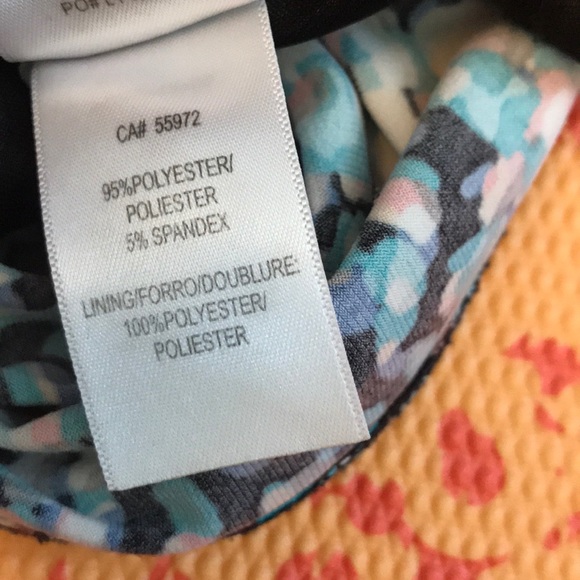 CA# 55972
95%POLYESTER/
POLIESTER
5% SPANDEX
LINING/FORRO/DOUBLURE:
100%POLYESTER/
POLIESTER